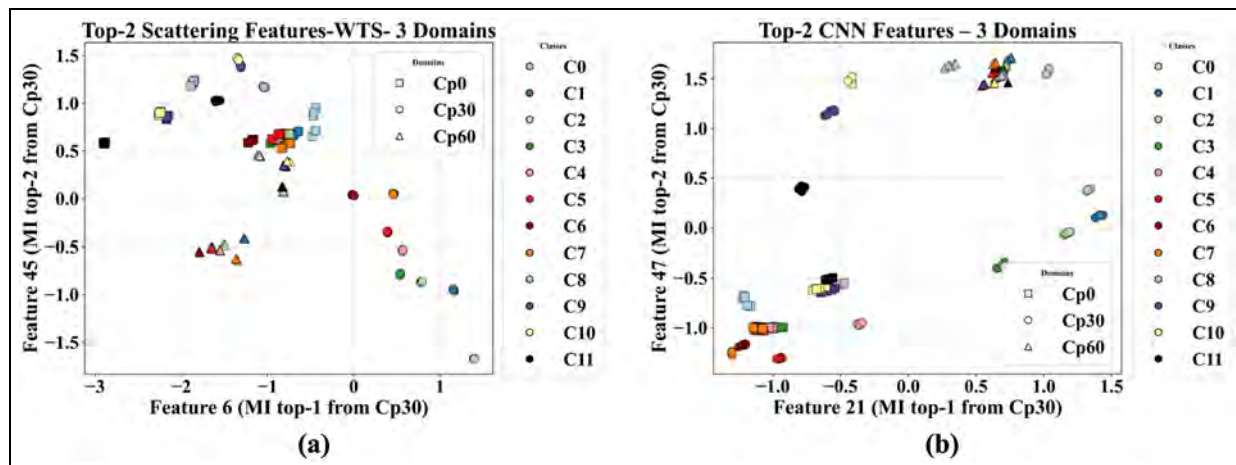 Top-2 Scattering Features-WTS- 3 Domains
Feature 45 (MI top-2 from Cp30)
1.5
1.0
0.5
0.0
−0.5
−1.0
−1.5
−3 −2 −1 0 1
Feature 6 (MI top-1 from Cp30)
Domains
Cp0
Cp30
Cp60
Classes
C0
C1
C2
C3
C4
C5
C6
C7
C8
C9
C10
C11
(a)
Top-2 CNN Features – 3 Domains
Feature 47 (MI top-2 from Cp30)
1.5
1.0
0.5
0.0
−0.5
−1.0
−1.0 −0.5 0.0 0.5 1.0 1.5
Feature 21 (MI top-1 from Cp30)
Domains
Cp0
Cp30
Cp60
Classes
C0
C1
C2
C3
C4
C5
C6
C7
C8
C9
C10
C11
(b)